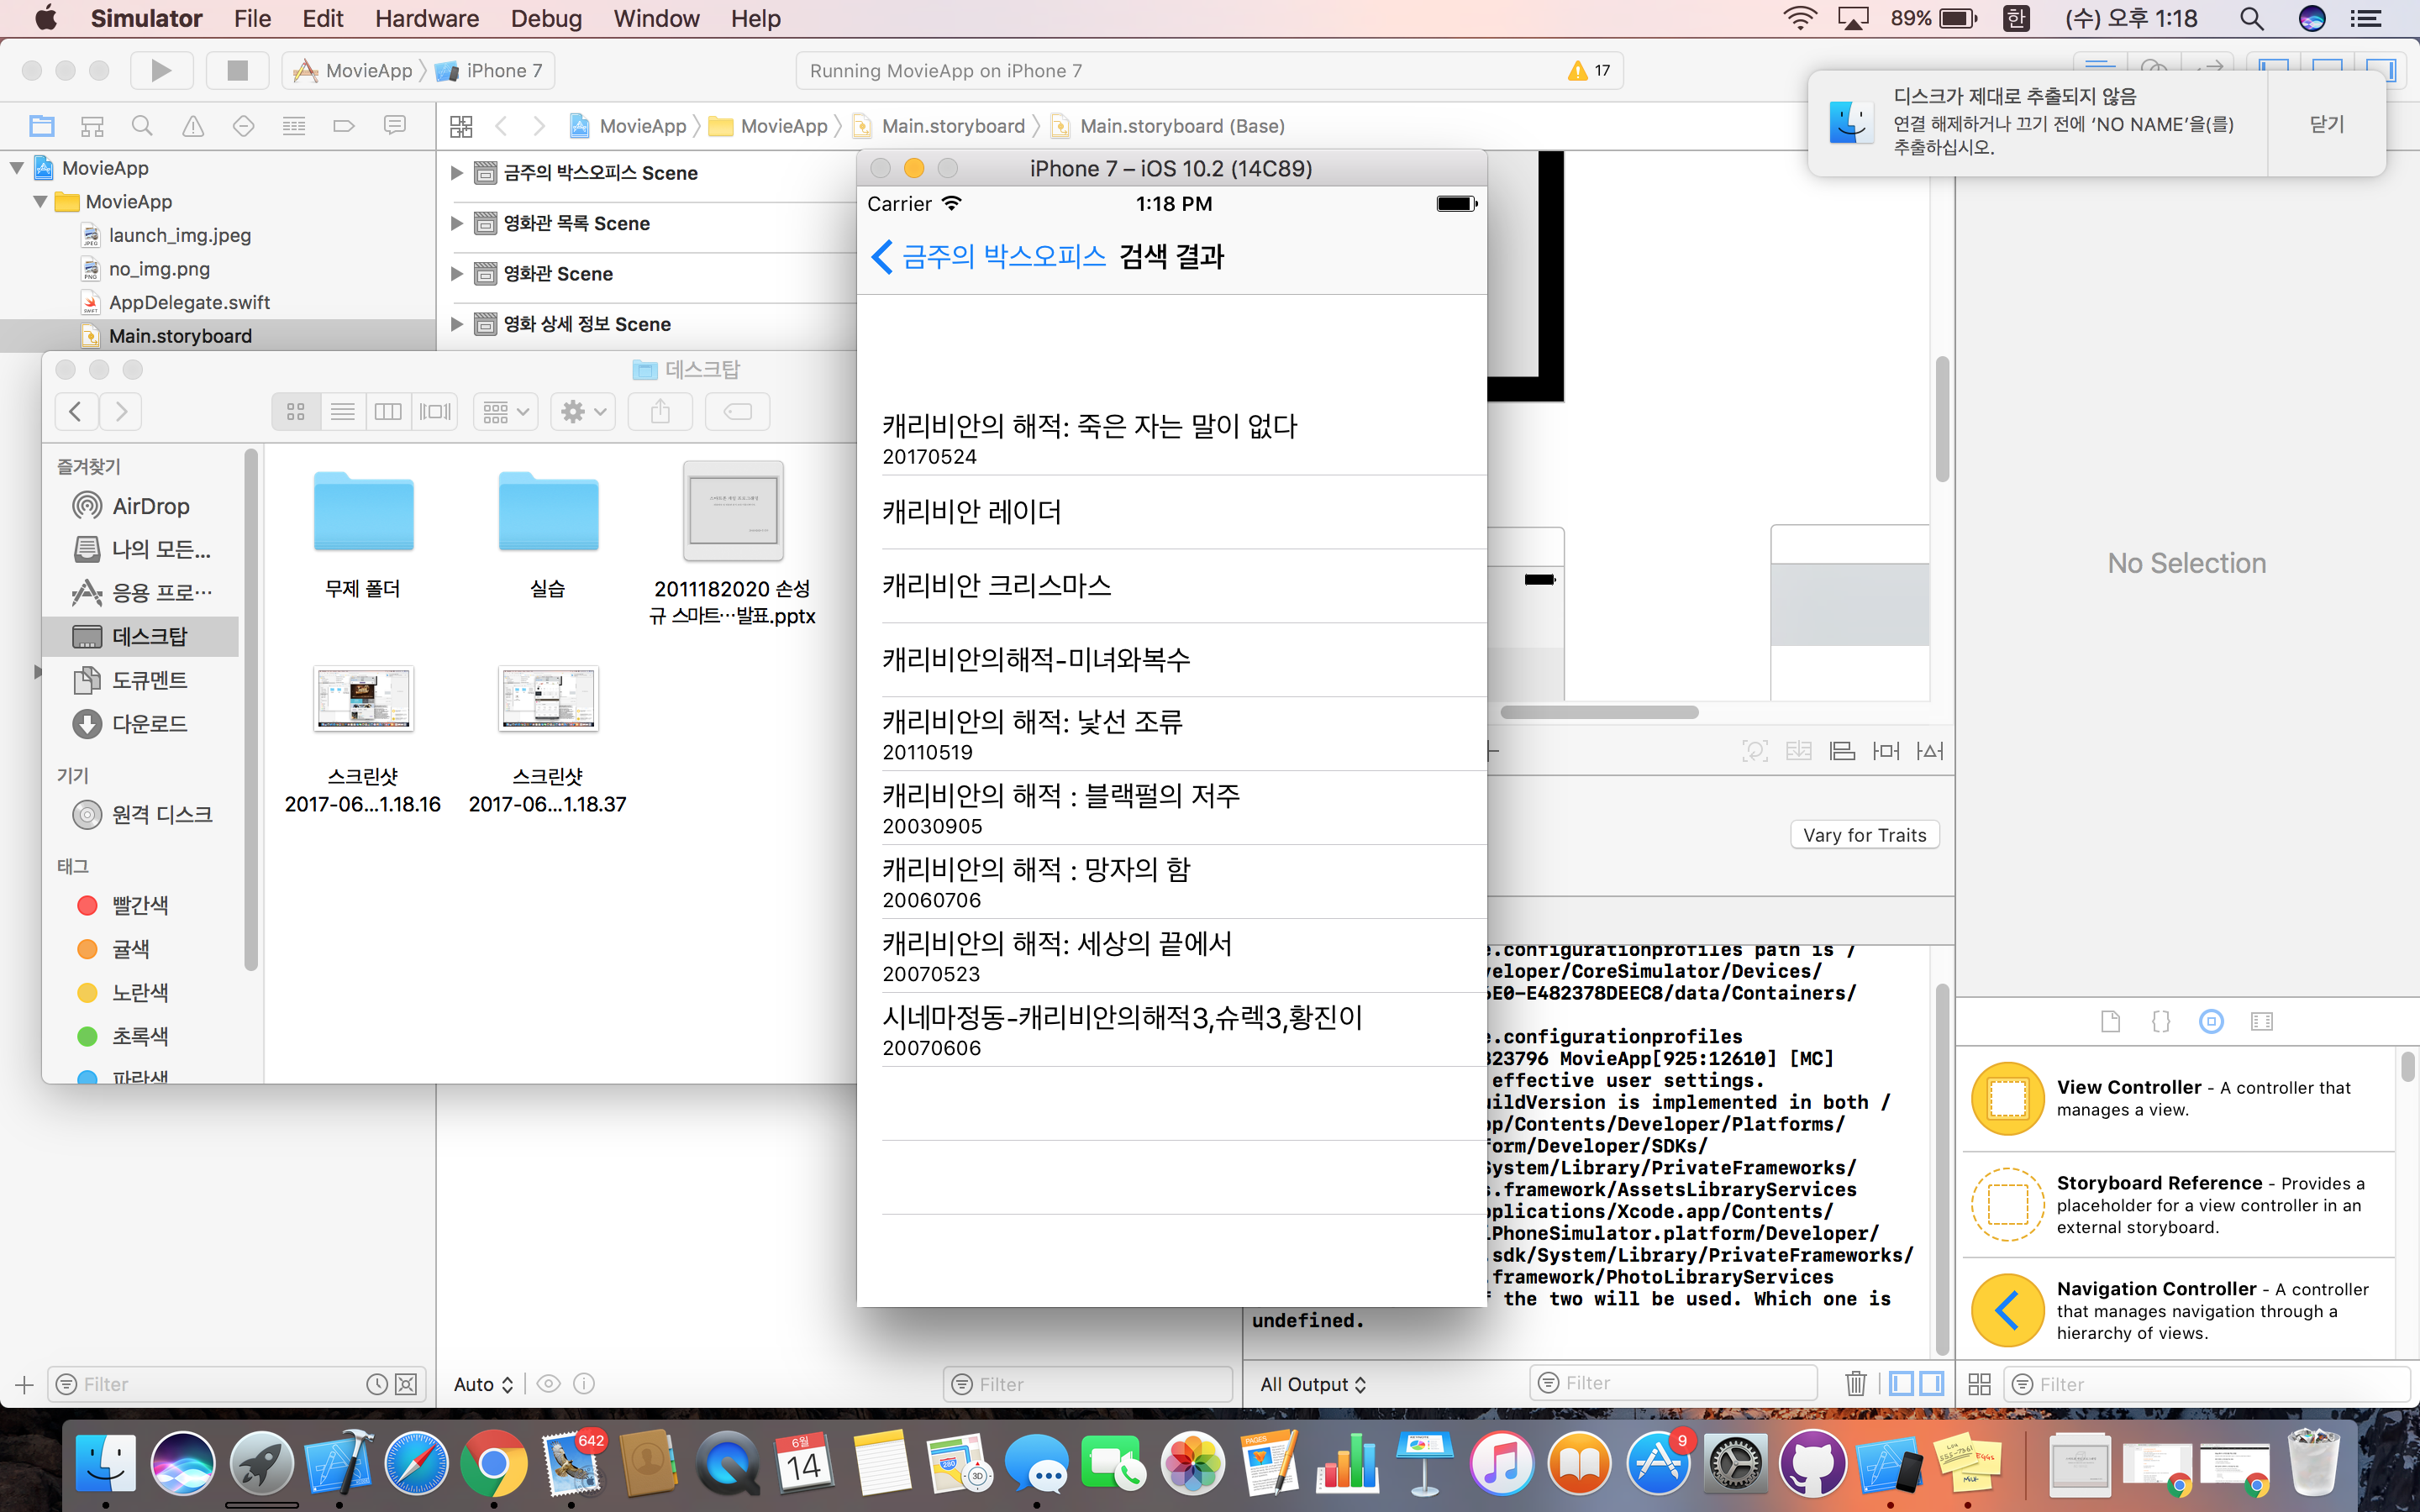 Simulator File Edit Hardware Debug Window Help
89% 한 (수) 오후 1:18
MovieApp iPhone 7
Running MovieApp on iPhone 7
17
디스크가 제대로 추출되지 않음
연결 해제하거나 끄기 전에 ‘NO NAME’을(를)
추출하십시오.
닫기
MovieApp MovieApp Main.storyboard Main.storyboard (Base)
MovieApp
MovieApp
launch_img.jpeg
no_img.png
AppDelegate.swift
Main.storyboard
금주의 박스오피스 Scene
영화관 목록 Scene
영화관 Scene
영화 상세 정보 Scene
데스크탑
즐겨찾기
AirDrop
나의 모든...
응용 프로…
데스크탑
도큐멘트
다운로드
기기
원격 디스크
태그
빨간색
귤색
노란색
초록색
파란색
무제 폴더
실습
2011182020 손성
규 스마트…발표.pptx
스크린샷
2017-06...1.18.16
스크린샷
2017-06...1.18.37
iPhone 7 – iOS 10.2 (14C89)
Carrier 1:18 PM
금주의 박스오피스 검색 결과
캐리비안의 해적: 죽은 자는 말이 없다
20170524
캐리비안 레이더
캐리비안 크리스마스
캐리비안의해적-미녀와복수
캐리비안의 해적: 낯선 조류
20110519
캐리비안의 해적 : 블랙펄의 저주
20030905
캐리비안의 해적 : 망자의 함
20060706
캐리비안의 해적: 세상의 끝에서
20070523
시네마정동-캐리비안의해적3,슈렉3,황진이
20070606
No Selection
Vary for Traits
.configurationprofiles path is /
eloper/CoreSimulator/Devices/
6E0-E482378DEEC8/data/Containers/
.configurationprofiles
323796 MovieApp[925:12610] [MC]
effective user settings.
uildVersion is implemented in both /
pp/Contents/Developer/Platforms/
form/Developer/SDKs/
System/Library/PrivateFrameworks/
s.framework/AssetsLibraryServices
pplications/Xcode.app/Contents/
iPhoneSimulator.platform/Developer/
.sdk/System/Library/PrivateFrameworks/
.framework/PhotoLibraryServices
f the two will be used. Which one is
undefined.
View Controller - A controller that
manages a view.
Storyboard Reference - Provides a
placeholder for a view controller in an
external storyboard.
Navigation Controller - A controller
that manages navigation through a
hierarchy of views.
Filter
Auto
Filter
All Output
Filter
Filter
642
6월
14
280
3D
9